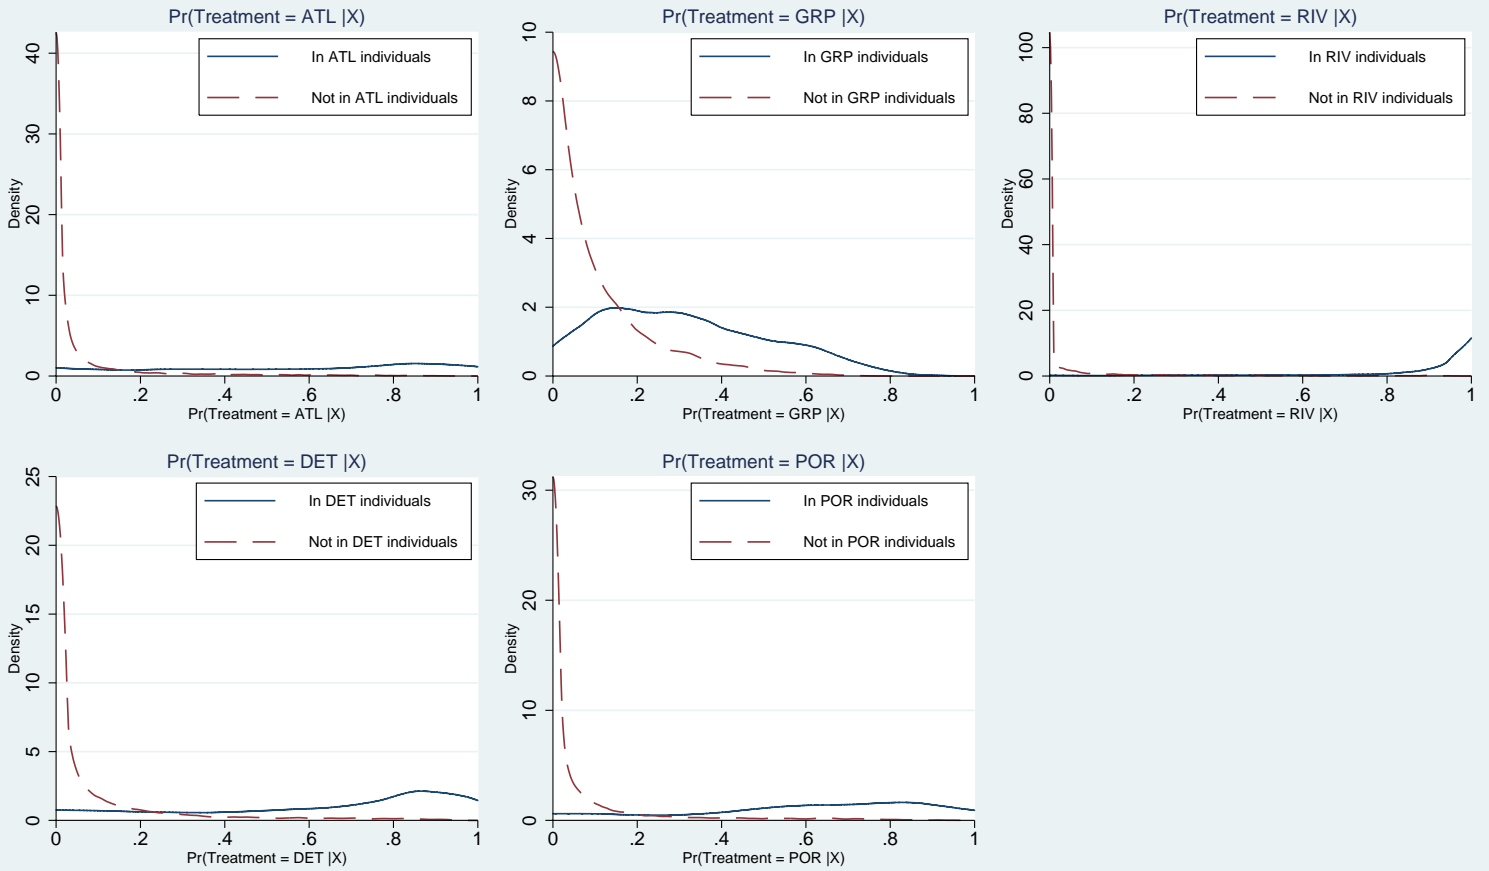 Pr(Treatment = ATL |X)
In ATL individuals
Not in ATL individuals
Density
40
30
20
10
0
0 .2 .4 .6 .8 1
Pr(Treatment = ATL |X)
Pr(Treatment = GRP |X)
In GRP individuals
Not in GRP individuals
Density
10
8
6
4
2
0
0 .2 .4 .6 .8 1
Pr(Treatment = GRP |X)
Pr(Treatment = RIV |X)
In RIV individuals
Not in RIV individuals
Density
100
80
60
40
20
0
0 .2 .4 .6 .8 1
Pr(Treatment = RIV |X)
Pr(Treatment = DET |X)
In DET individuals
Not in DET individuals
Density
25
20
15
10
5
0
0 .2 .4 .6 .8 1
Pr(Treatment = DET |X)
Pr(Treatment = POR |X)
In POR individuals
Not in POR individuals
Density
30
20
10
0
0 .2 .4 .6 .8 1
Pr(Treatment = POR |X)